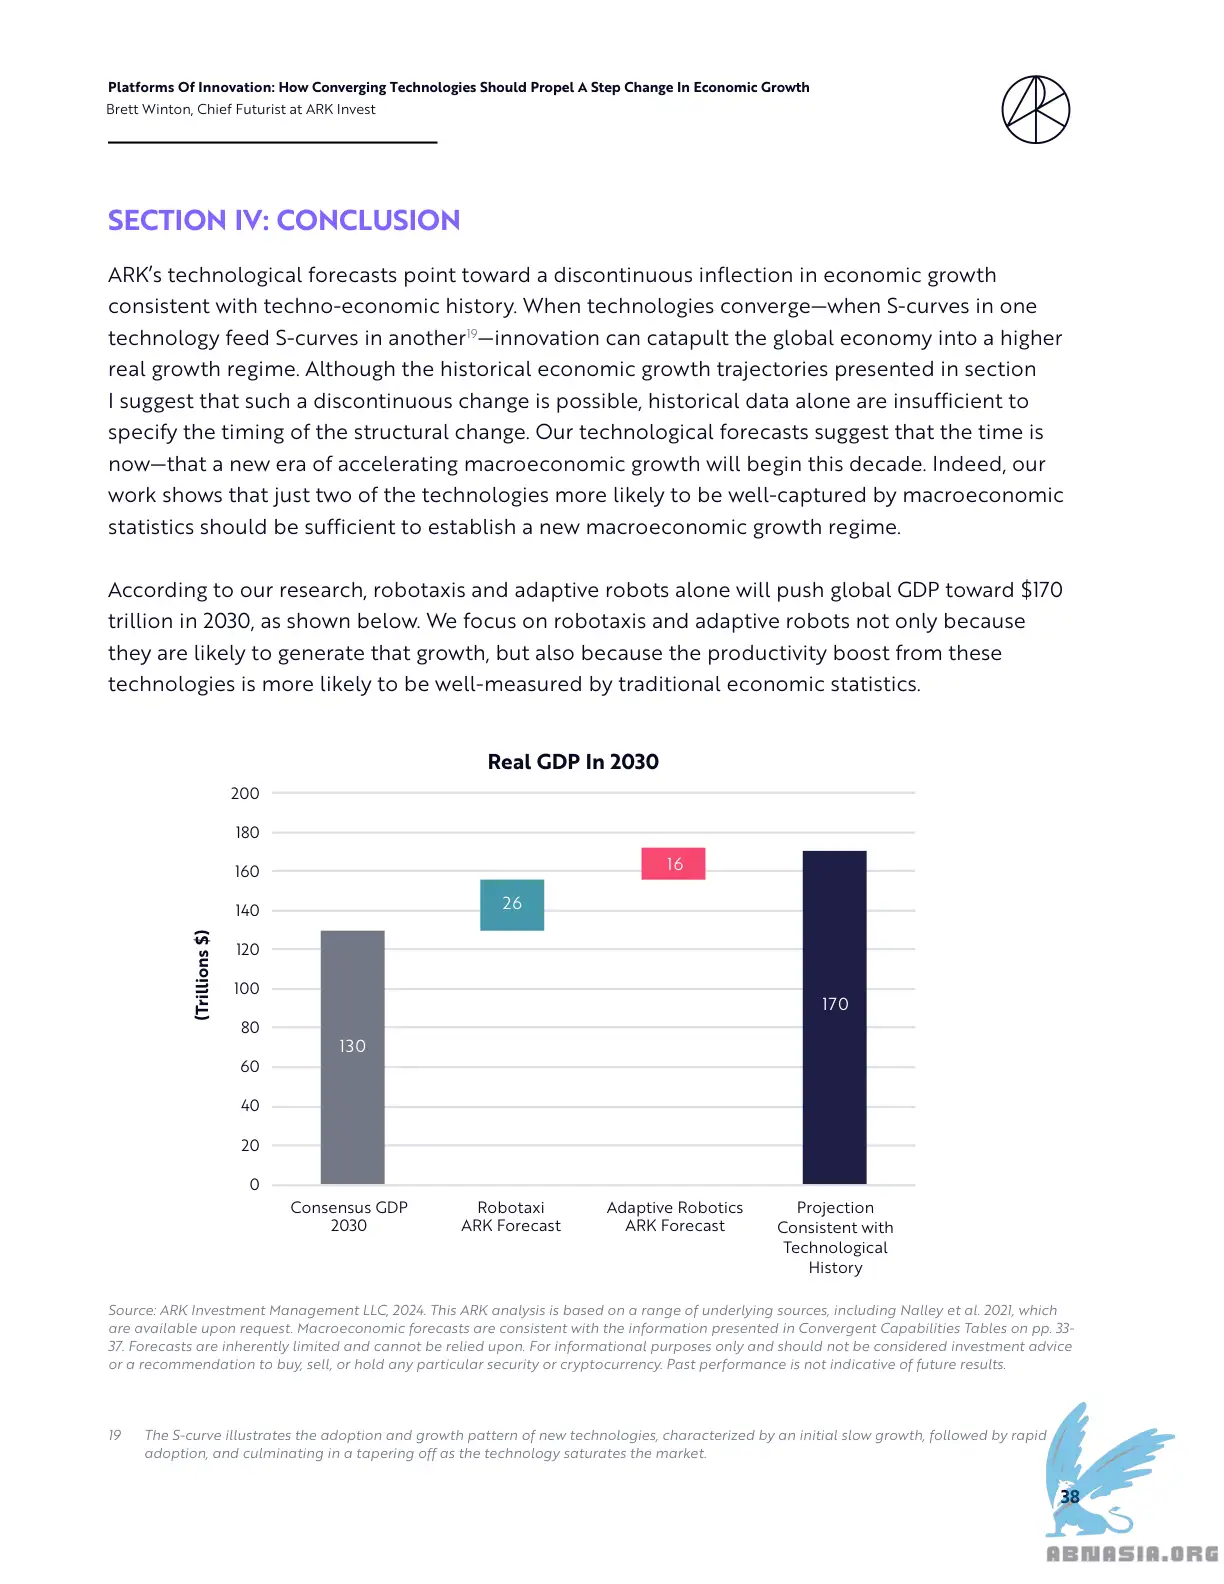 Platforms Of Innovation: How Converging Technologies Should Propel A Step Change In Economic Growth
Brett Winton, Chief Futurist at ARK Invest
SECTION IV: CONCLUSION
ARK's technological forecasts point toward a discontinuous inflection in economic growth
consistent with techno-economic history. When technologies converge—when S-curves in one
technology feed S-curves in another19—innovation can catapult the global economy into a higher
real growth regime. Although the historical economic growth trajectories presented in section
I suggest that such a discontinuous change is possible, historical data alone are insufficient to
specify the timing of the structural change. Our technological forecasts suggest that the time is
now—that a new era of accelerating macroeconomic growth will begin this decade. Indeed, our
work shows that just two of the technologies more likely to be well-captured by macroeconomic
statistics should be sufficient to establish a new macroeconomic growth regime.
According to our research, robotaxis and adaptive robots alone will push global GDP toward $170
trillion in 2030, as shown below. We focus on robotaxis and adaptive robots not only because
they are likely to generate that growth, but also because the productivity boost from these
technologies is more likely to be well-measured by traditional economic statistics.
Real GDP In 2030
(Trillions $)
200
180
160
140
120
100
80
60
40
20
0
130
26
16
170
Consensus GDP
2030
Robotaxi
ARK Forecast
Adaptive Robotics
ARK Forecast
Projection
Consistent with
Technological
History
Source: ARK Investment Management LLC, 2024. This ARK analysis is based on a range of underlying sources, including Nalley et al. 2021, which
are available upon request. Macroeconomic forecasts are consistent with the information presented in Convergent Capabilities Tables on pp. 33-
37. Forecasts are inherently limited and cannot be relied upon. For informational purposes only and should not be considered investment advice
or a recommendation to buy, sell, or hold any particular security or cryptocurrency. Past performance is not indicative of future results.
19 The S-curve illustrates the adoption and growth pattern of new technologies, characterized by an initial slow growth, followed by rapid
adoption, and culminating in a tapering off as the technology saturates the market.
38
ABNASIA.ORG